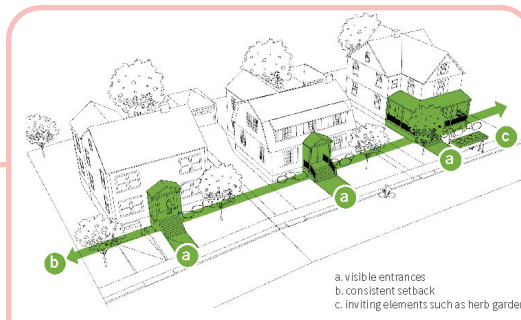 c
a
a
b
a
a. visible entrances
b. consistent setback
c. inviting elements such as herb garden